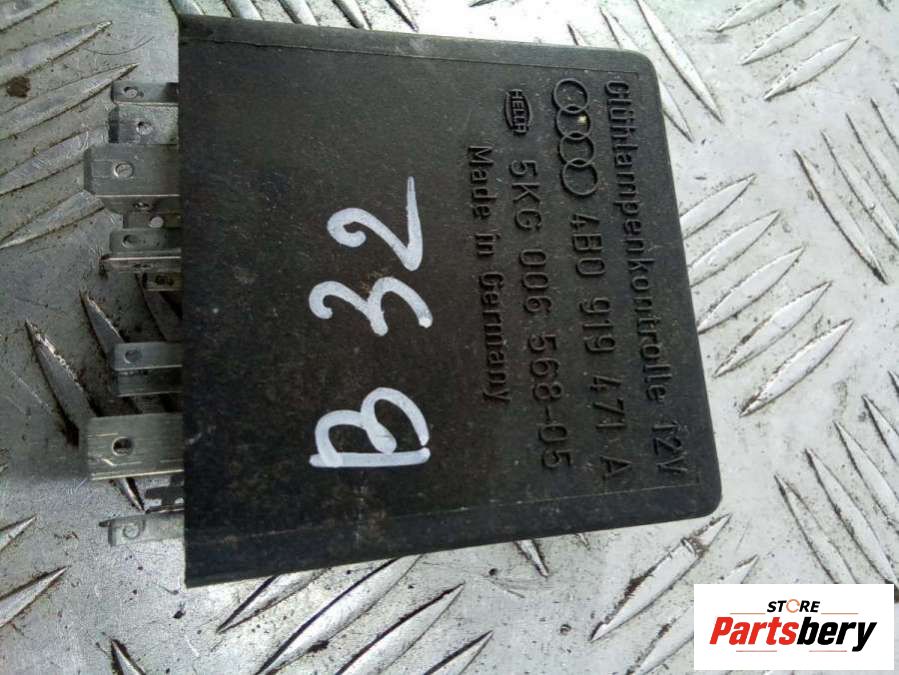 Glühlampenkontrolle 12V
4B0 919 471 A
HELLA 5KG 006 568-05
Made in Germany
B 32
STORE
Partsbery